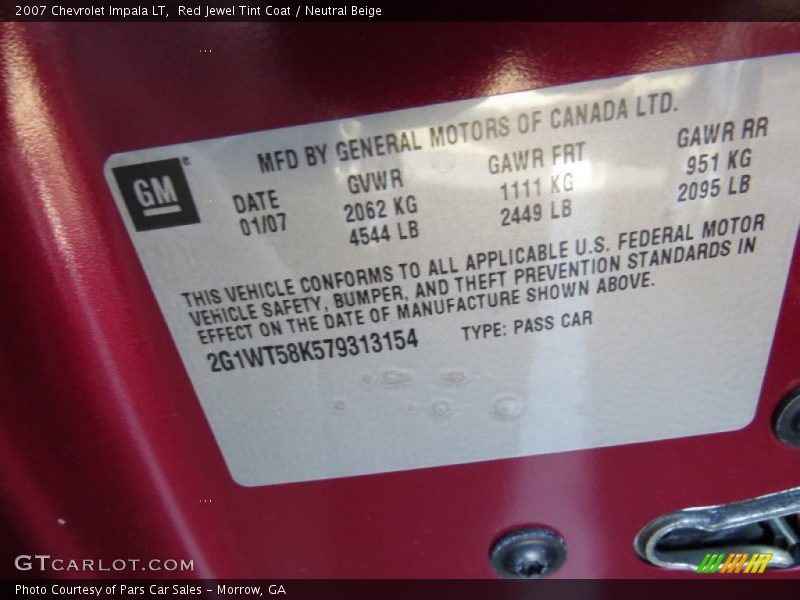 2007 Chevrolet Impala LT,  Red Jewel Tint Coat / Neutral Beige
MFD BY GENERAL MOTORS OF CANADA LTD.
GM®
DATE GVWR GAWR FRT GAWR RR
01/07 2062 KG 1111 KG 951 KG
4544 LB 2449 LB 2095 LB
THIS VEHICLE CONFORMS TO ALL APPLICABLE U.S. FEDERAL MOTOR
VEHICLE SAFETY, BUMPER, AND THEFT PREVENTION STANDARDS IN
EFFECT ON THE DATE OF MANUFACTURE SHOWN ABOVE.
2G1WT58K579313154 TYPE: PASS CAR
GTCARLOT.COM
Photo Courtesy of Pars Car Sales - Morrow, GA